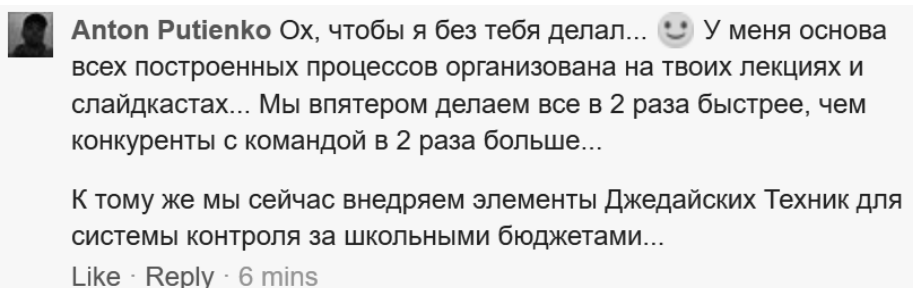 Anton Putienko Ох, чтобы я без тебя делал... У меня основа
всех построенных процессов организована на твоих лекциях и
слайдкастах... Мы впятером делаем все в 2 раза быстрее, чем
конкуренты с командой в 2 раза больше...
К тому же мы сейчас внедряем элементы Джедайских Техник для
системы контроля за школьными бюджетами...
Like · Reply · 6 mins